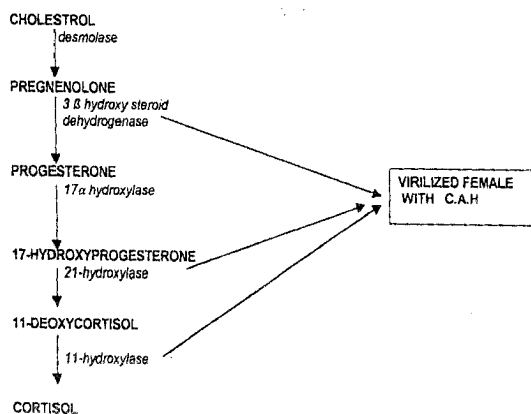 CHOLESTROL
desmolase
PREGNENOLONE
3 ß hydroxy steroid
dehydrogenase
PROGESTERONE
17α hydroxylase
VIRILIZED FEMALE
WITH C.A.H
17-HYDROXYPROGESTERONE
21-hydroxylase
11-DEOXYCORTISOL
11-hydroxylase
CORTISOL